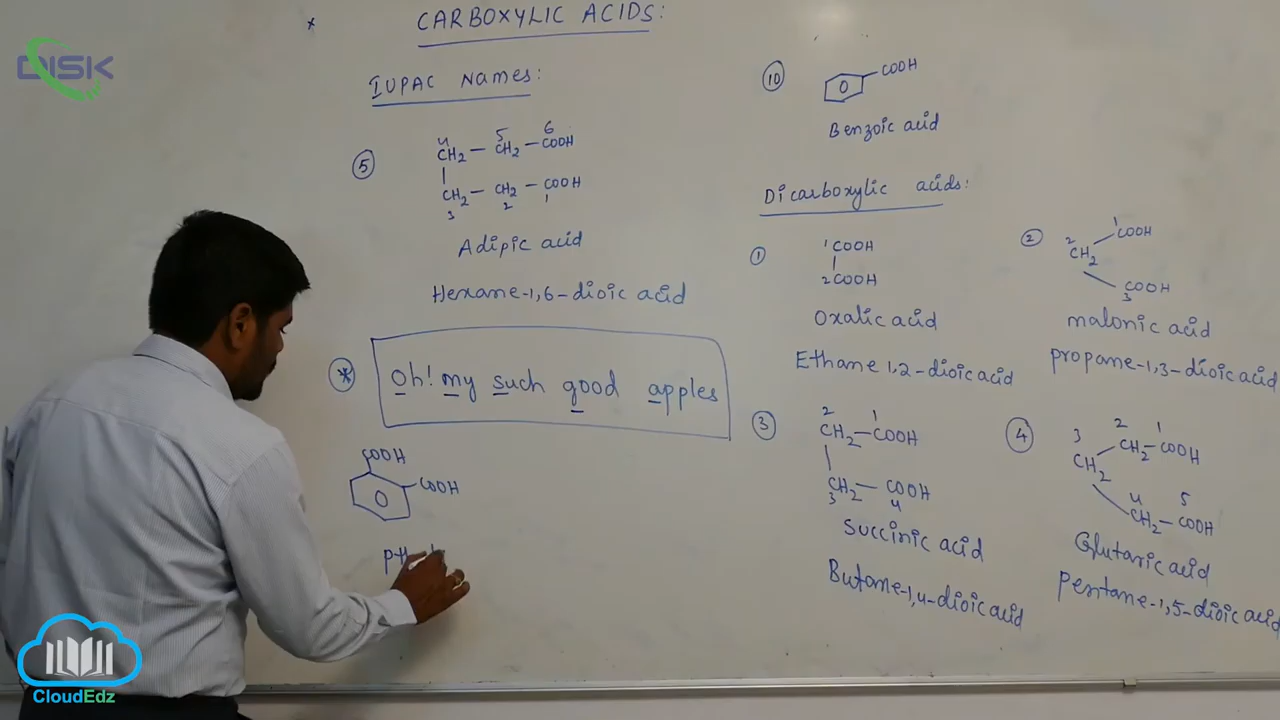 DISK
* CARBOXYLIC ACIDS:
IUPAC Names:
⑤
4 5 6
CH2 — CH2 — COOH
|
CH2 — CH2 — COOH
3 2 1
Adipic acid
Hexane-1,6-dioic acid
* Oh! my such good apples
COOH
COOH
⑩
COOH
Benzoic acid
Dicarboxylic acids:
①
1 COOH
|
2 COOH
Oxalic acid
Ethane 1,2-dioic acid
②
1
COOH
2
CH2
COOH
3
malonic acid
propane-1,3-dioic acid
③
2 1
CH2—COOH
|
CH2 — COOH
3 4
Succinic acid
Butane-1,4-dioic acid
④
3 2 1
CH2 — CH2 — COOH
4 5
CH2 — COOH
Glutaric acid
Pentane-1,5-dioic acid
CloudEdz